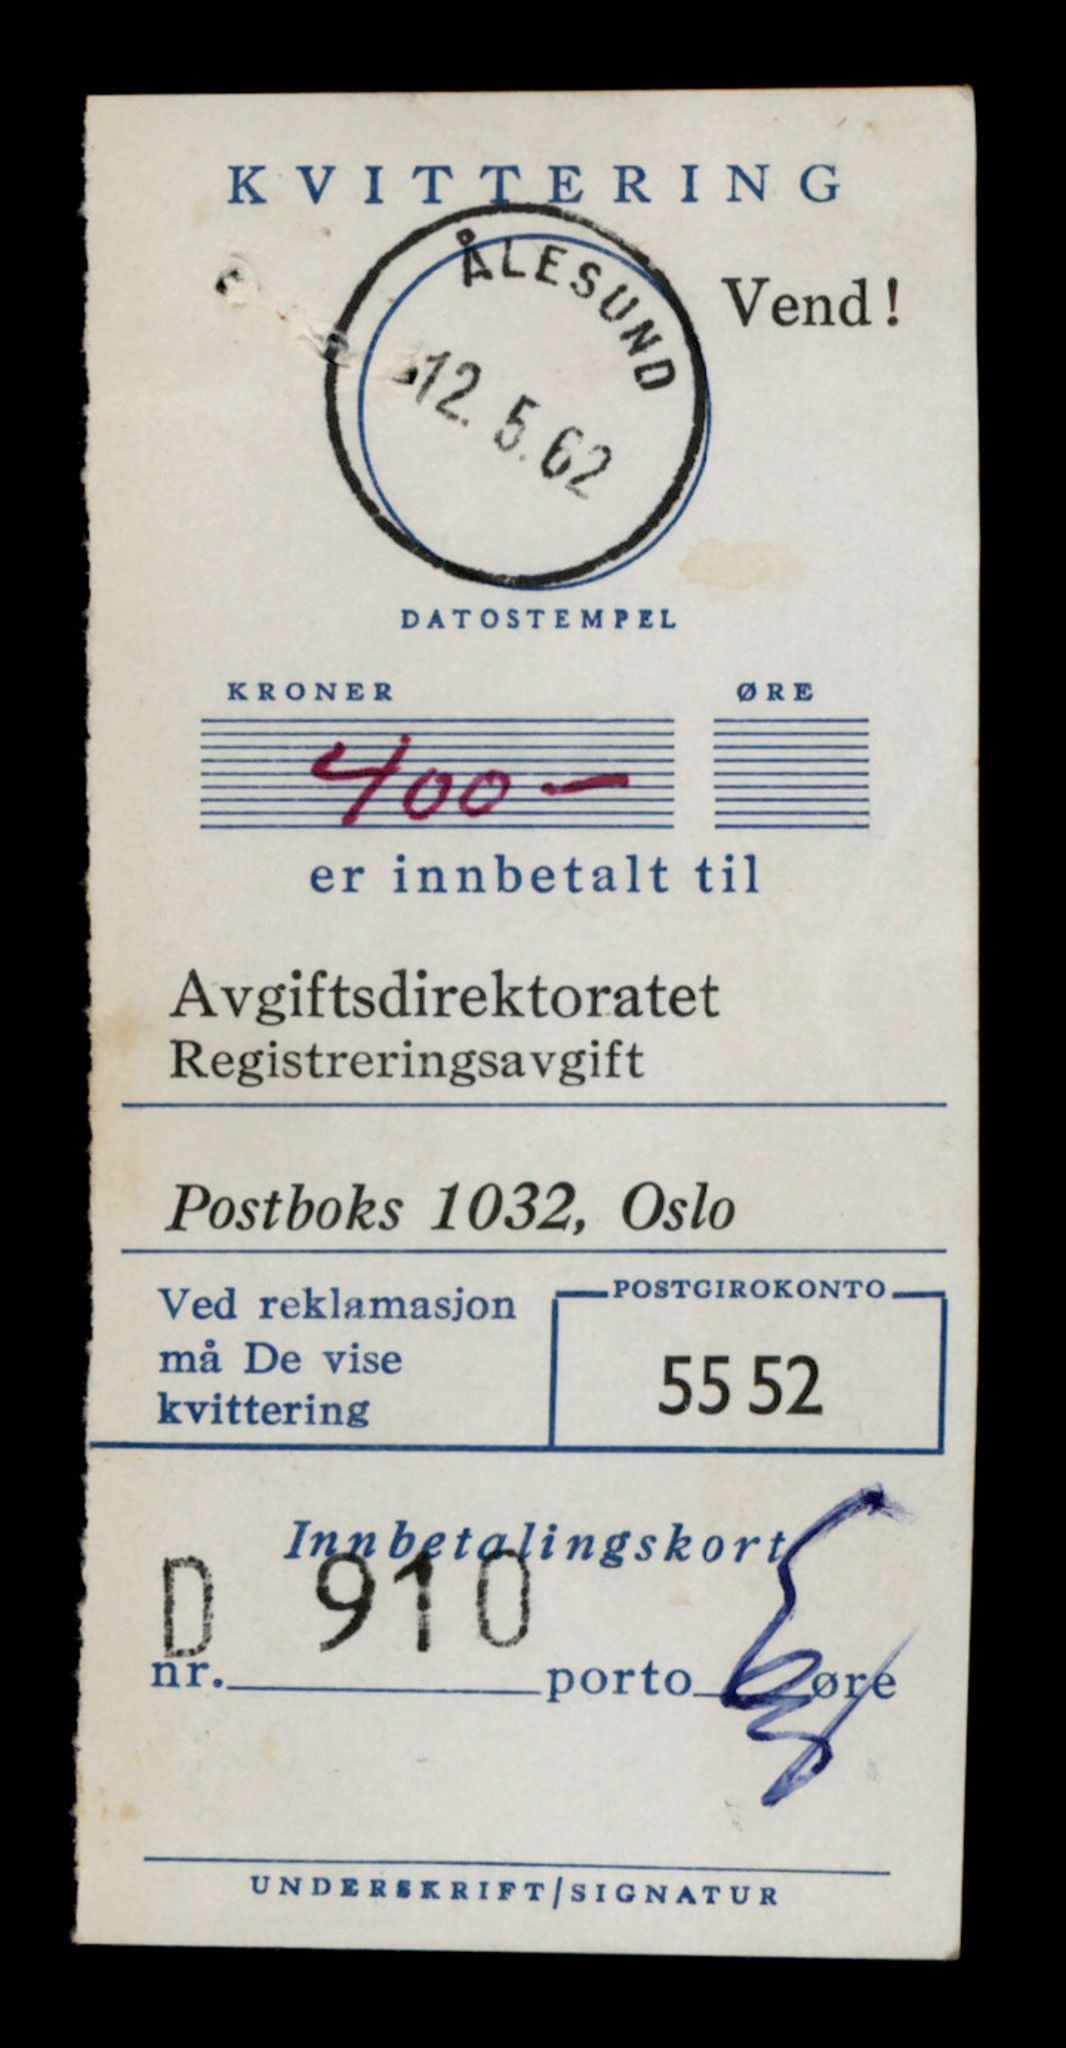 KVITTERING
ÅLESUND
Vend!
12. 5. 62
DATOSTEMPEL
KRONER ØRE
400 —
er innbetalt til
Avgiftsdirektoratet
Registreringsavgift
Postboks 1032, Oslo
Ved reklamasjon
må De vise
kvittering
POSTGIROKONTO
55 52
Innbetalingskort
D 910
nr. porto øre
UNDERSKRIFT/SIGNATUR